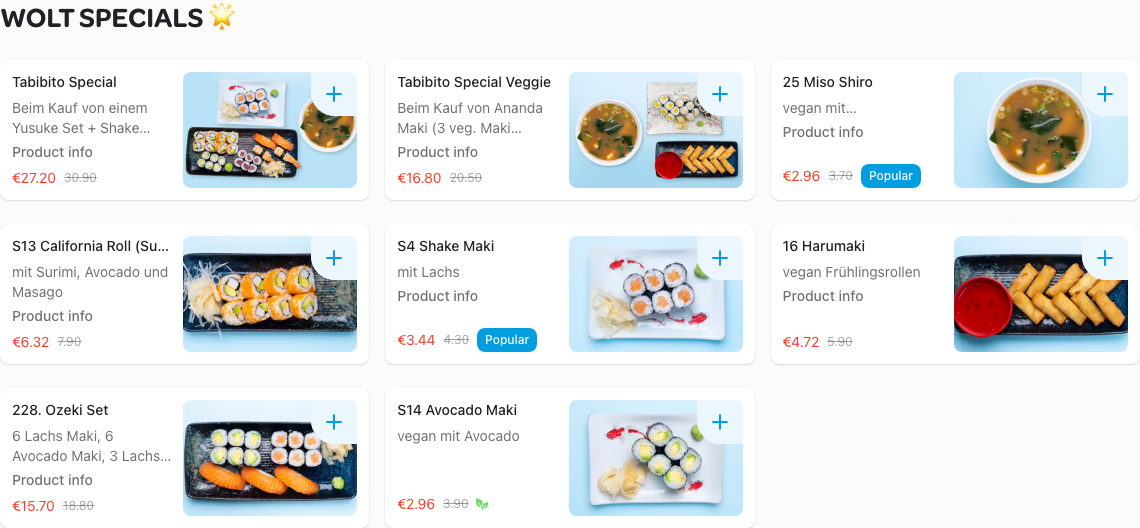 WOLT SPECIALS 🌟
Tabibito Special
Beim Kauf von einem
Yusuke Set + Shake...
Product info
€27.20 30.90
Tabibito Special Veggie
Beim Kauf von Ananda
Maki (3 veg. Maki...
Product info
€16.80 20.50
25 Miso Shiro
vegan mit...
Product info
€2.96 3.70 Popular
S13 California Roll (Su...
mit Surimi, Avocado und
Masago
Product info
€6.32 7.90
S4 Shake Maki
mit Lachs
Product info
€3.44 4.30 Popular
16 Harumaki
vegan Frühlingsrollen
Product info
€4.72 5.90
228. Ozeki Set
6 Lachs Maki, 6
Avocado Maki, 3 Lachs...
Product info
€15.70 18.80
S14 Avocado Maki
vegan mit Avocado
€2.96 3.90